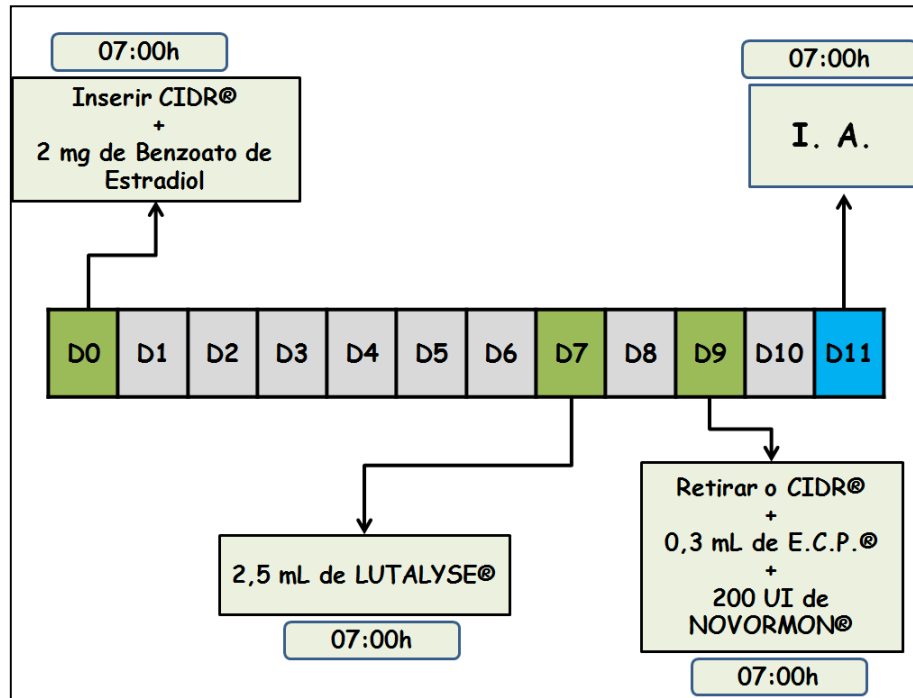 07:00h
Inserir CIDR®
+
2 mg de Benzoato de
Estradiol
07:00h
I. A.
D0 D1 D2 D3 D4 D5 D6 D7 D8 D9 D10 D11
2,5 mL de LUTALYSE®
07:00h
Retirar o CIDR®
+
0,3 mL de E.C.P.®
+
200 UI de
NOVORMON®
07:00h